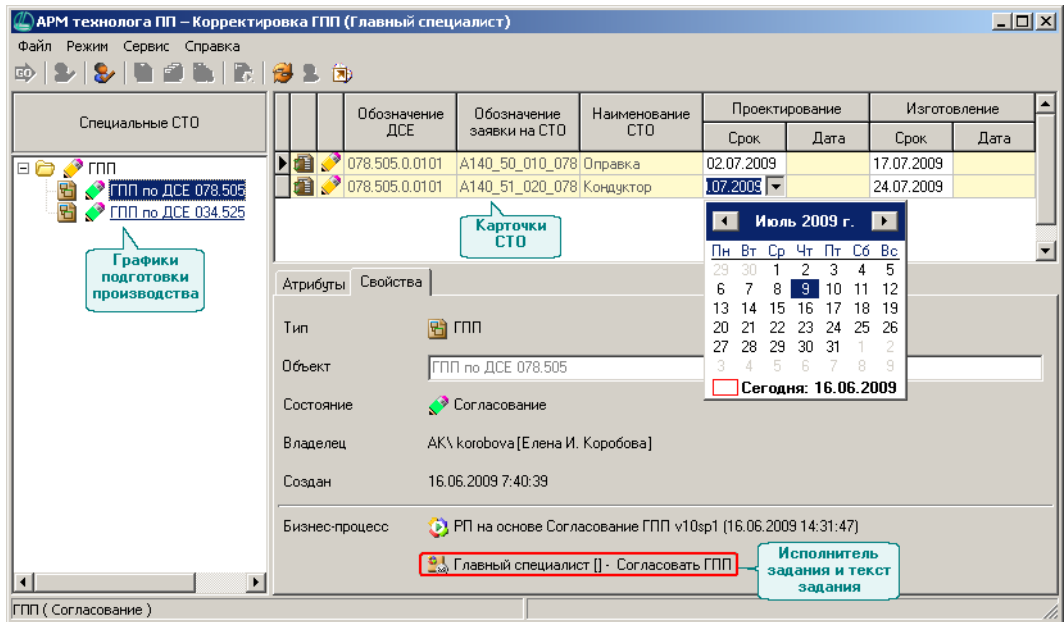 АРМ технолога ПП – Корректировка ГПП (Главный специалист)
Файл Режим Сервис Справка
GO
Специальные СТО
ГПП
ГПП по ДСЕ 078.505
ГПП по ДСЕ 034.525
Графики
подготовки
производства
Обозначение ДСЕ
Обозначение заявки на СТО
Наименование СТО
Проектирование
Изготовление
Срок Дата Срок Дата
078.505.0.0101 А140_50_010_078 Оправка 02.07.2009 17.07.2009
078.505.0.0101 А140_51_020_078 Кондуктор .07.2009 24.07.2009
Карточки
СТО
Июль 2009 г.
Пн Вт Ср Чт Пт Сб Вс
29 30 1 2 3 4 5
6 7 8 9 10 11 12
13 14 15 16 17 18 19
20 21 22 23 24 25 26
27 28 29 30 31 1 2
3 4 5 6 7 8 9
Сегодня: 16.06.2009
Атрибуты Свойства
Тип ГПП
Объект ГПП по ДСЕ 078.505
Состояние Согласование
Владелец АК\ korobova [Елена И. Коробова]
Создан 16.06.2009 7:40:39
Бизнес-процесс РП на основе Согласование ГПП v10sp1 (16.06.2009 14:31:47)
Главный специалист [] - Согласовать ГПП
Исполнитель
задания и текст
задания
ГПП ( Согласование )